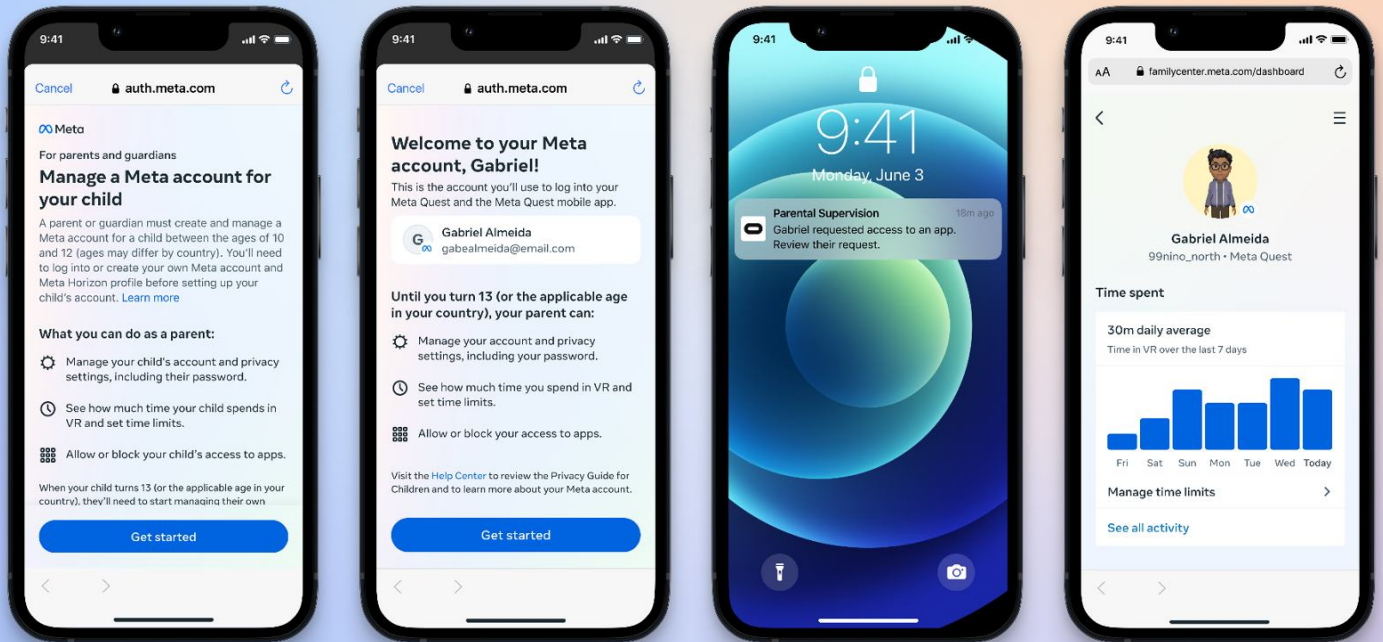 9:41
Cancel
auth.meta.com
Meta
For parents and guardians
Manage a Meta account for
your child
A parent or guardian must create and manage a
Meta account for a child between the ages of 10
and 12 (ages may differ by country). You'll need
to log into or create your own Meta account and
Meta Horizon profile before setting up your
child's account. Learn more
What you can do as a parent:
Manage your child's account and privacy
settings, including their password.
See how much time your child spends in
VR and set time limits.
Allow or block your child's access to apps.
When your child turns 13 (or the applicable age in your
country), they'll need to start managing their own
Get started
9:41
Cancel
auth.meta.com
Welcome to your Meta
account, Gabriel!
This is the account you'll use to log into your
Meta Quest and the Meta Quest mobile app.
G
Gabriel Almeida
gabealmeida@email.com
Until you turn 13 (or the applicable age
in your country), your parent can:
Manage your account and privacy
settings, including your password.
See how much time you spend in VR and
set time limits.
Allow or block your access to apps.
Visit the Help Center to review the Privacy Guide for
Children and to learn more about your Meta account.
Get started
9:41
9:41
Monday, June 3
Parental Supervision 18m ago
Gabriel requested access to an app.
Review their request.
9:41
AA familycenter.meta.com/dashboard
Gabriel Almeida
99nino_north • Meta Quest
Time spent
30m daily average
Time in VR over the last 7 days
Fri Sat Sun Mon Tue Wed Today
Manage time limits
See all activity